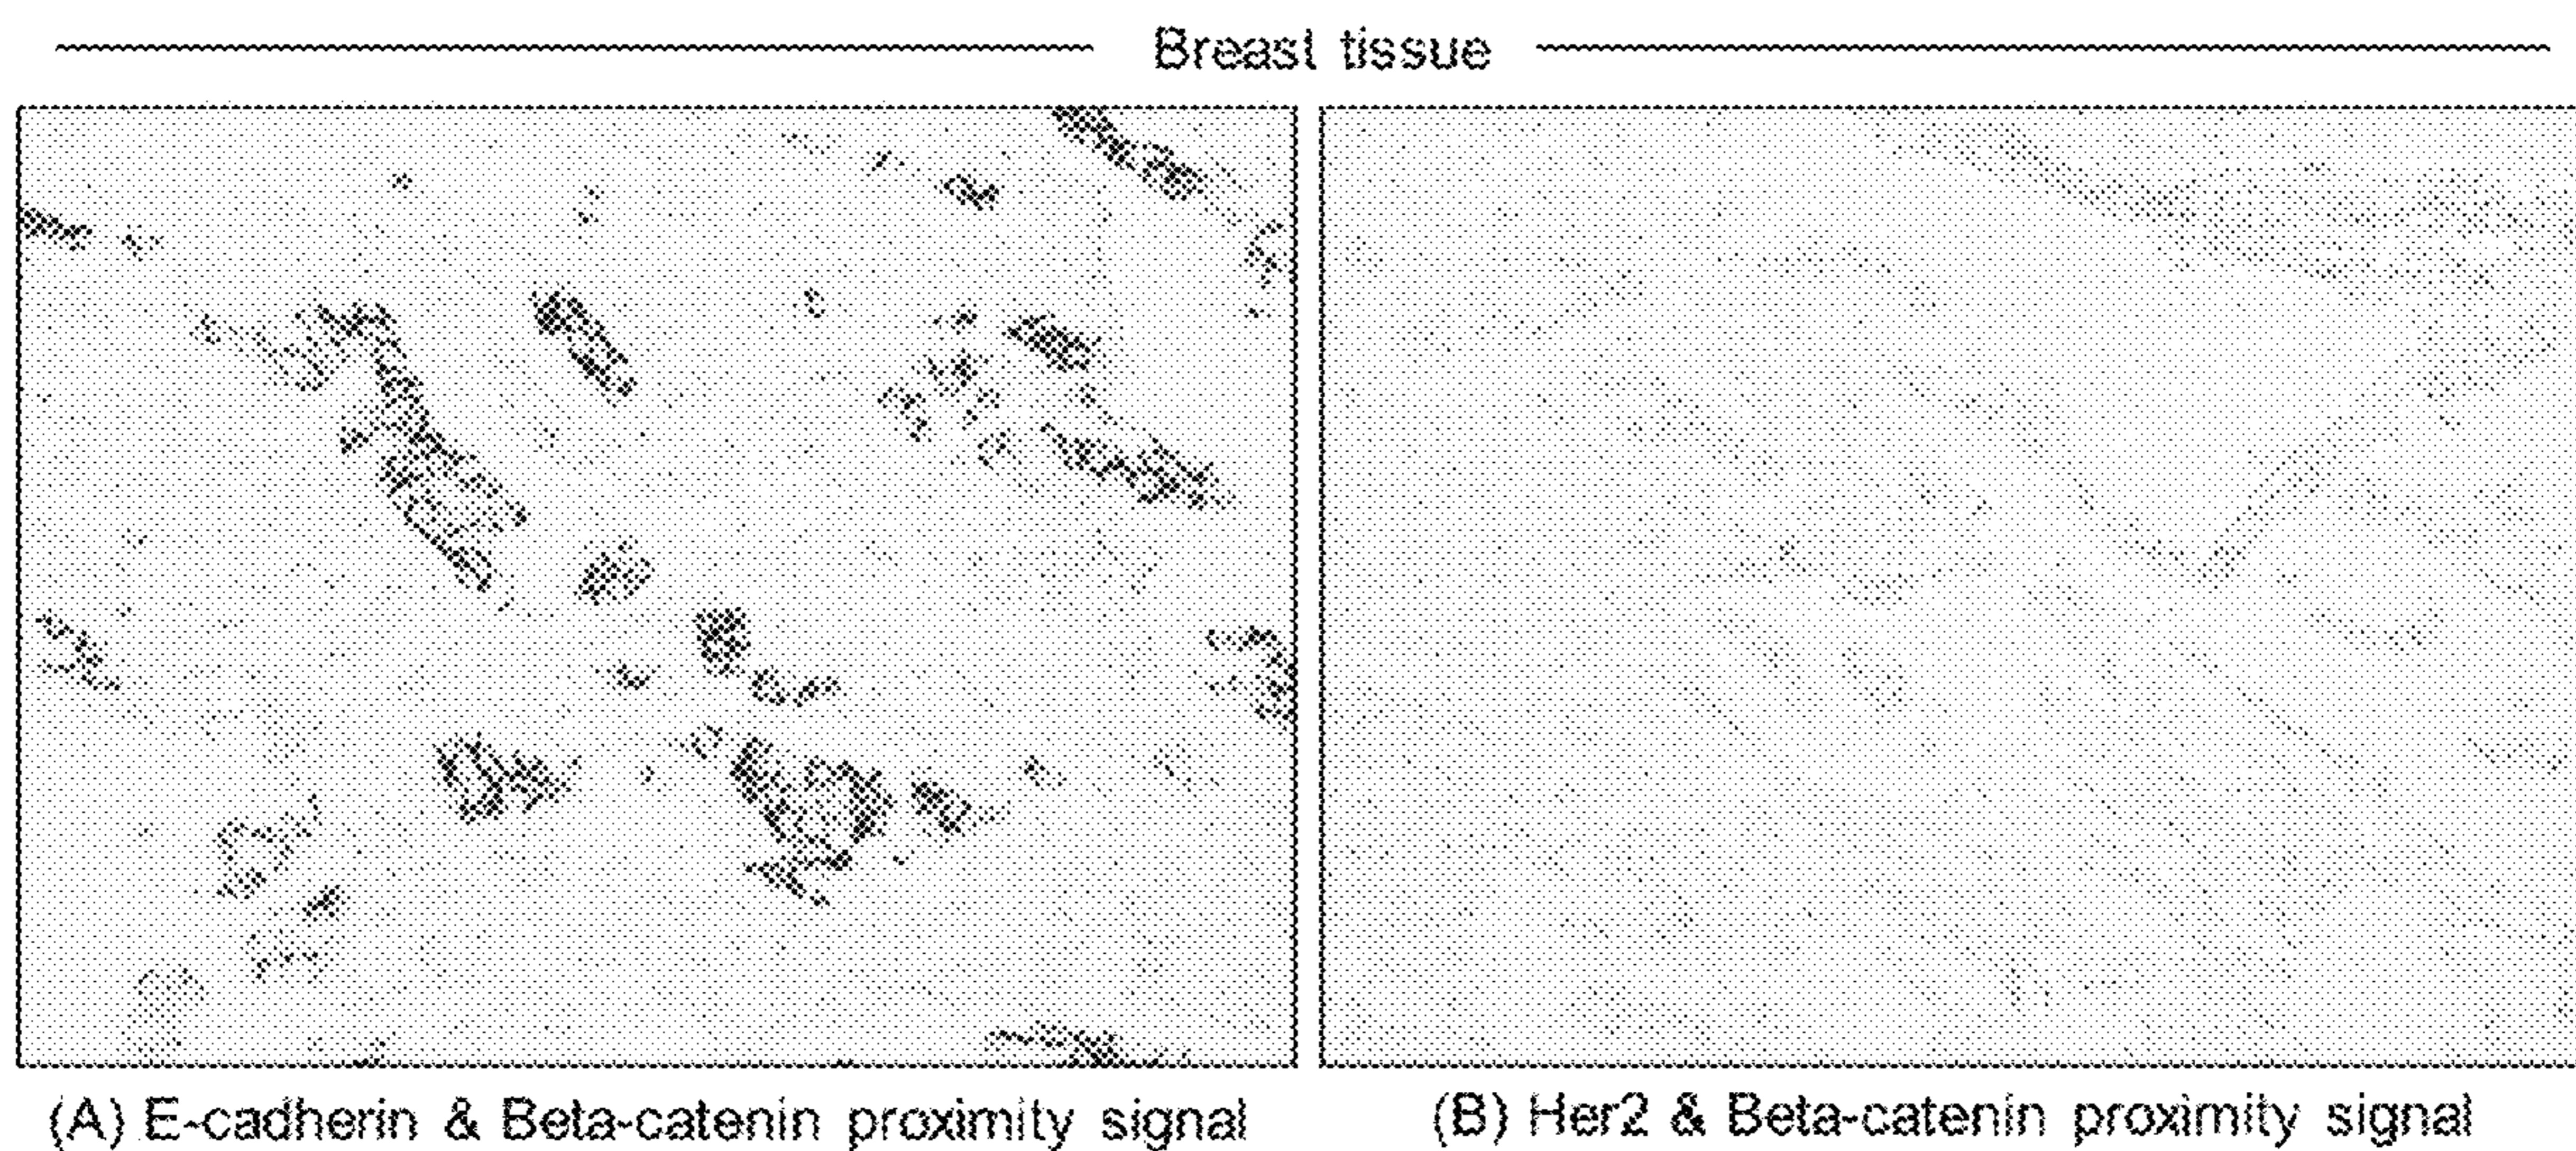 Breast tissue
(A) E-cadherin & Beta-catenin proximity signal
(B) Her2 & Beta-catenin proximity signal